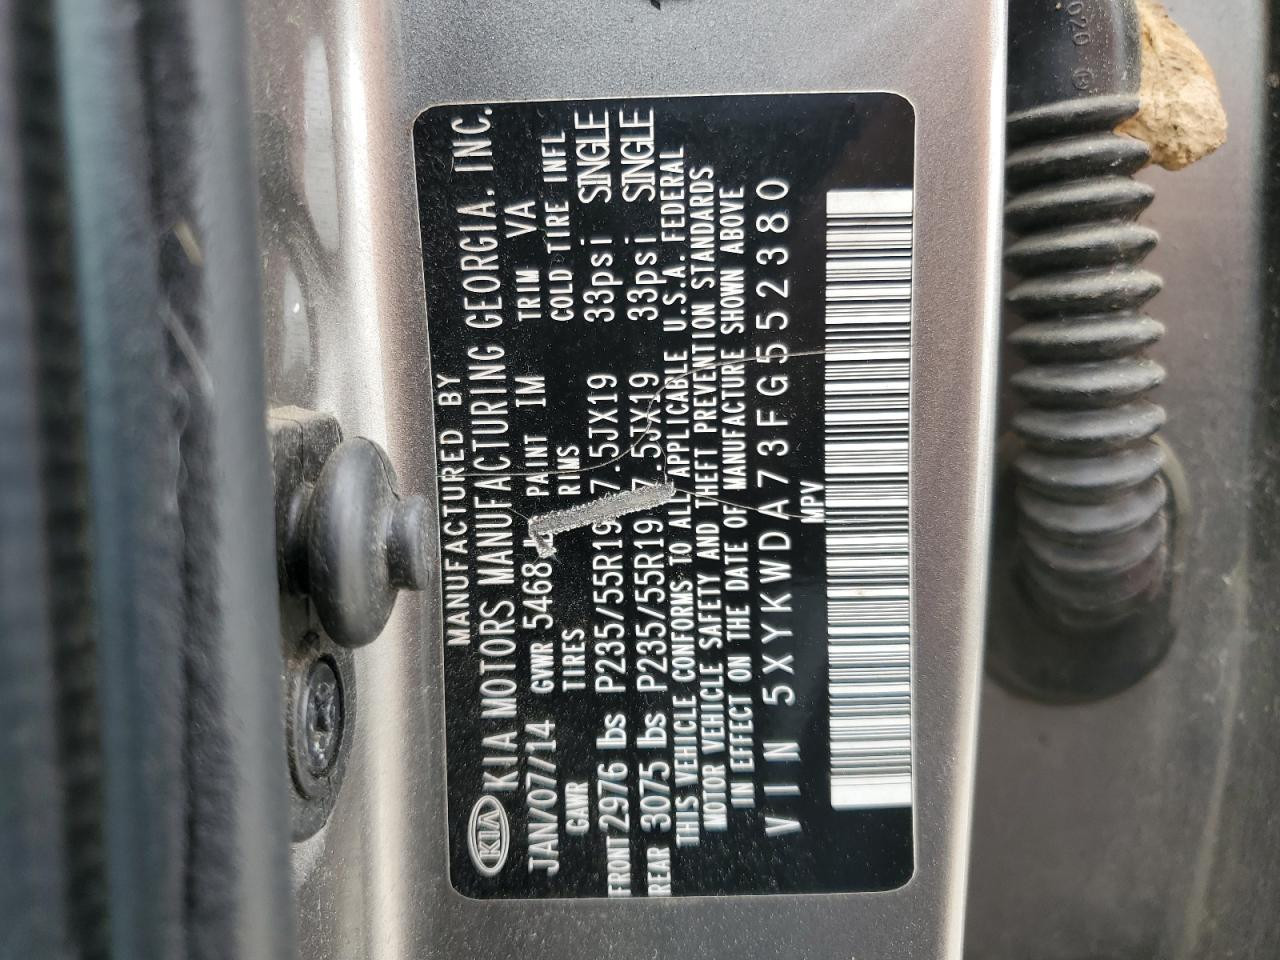 MANUFACTURED BY
KIA KIA MOTORS MANUFACTURING GEORGIA, INC.
JAN/07/14 GVWR 5468 PAINT IM TRIM VA
GAWR TIRES RIMS COLD TIRE INFL
FRONT 2976 lbs P235/55R19 7.5JX19 33psi SINGLE
REAR 3075 lbs P235/55R19 7.5JX19 33psi SINGLE
THIS VEHICLE CONFORMS TO ALL APPLICABLE U.S.A. FEDERAL
MOTOR VEHICLE SAFETY AND THEFT PREVENTION STANDARDS
IN EFFECT ON THE DATE OF MANUFACTURE SHOWN ABOVE
VIN 5XYKWDA73FG552380
MPV